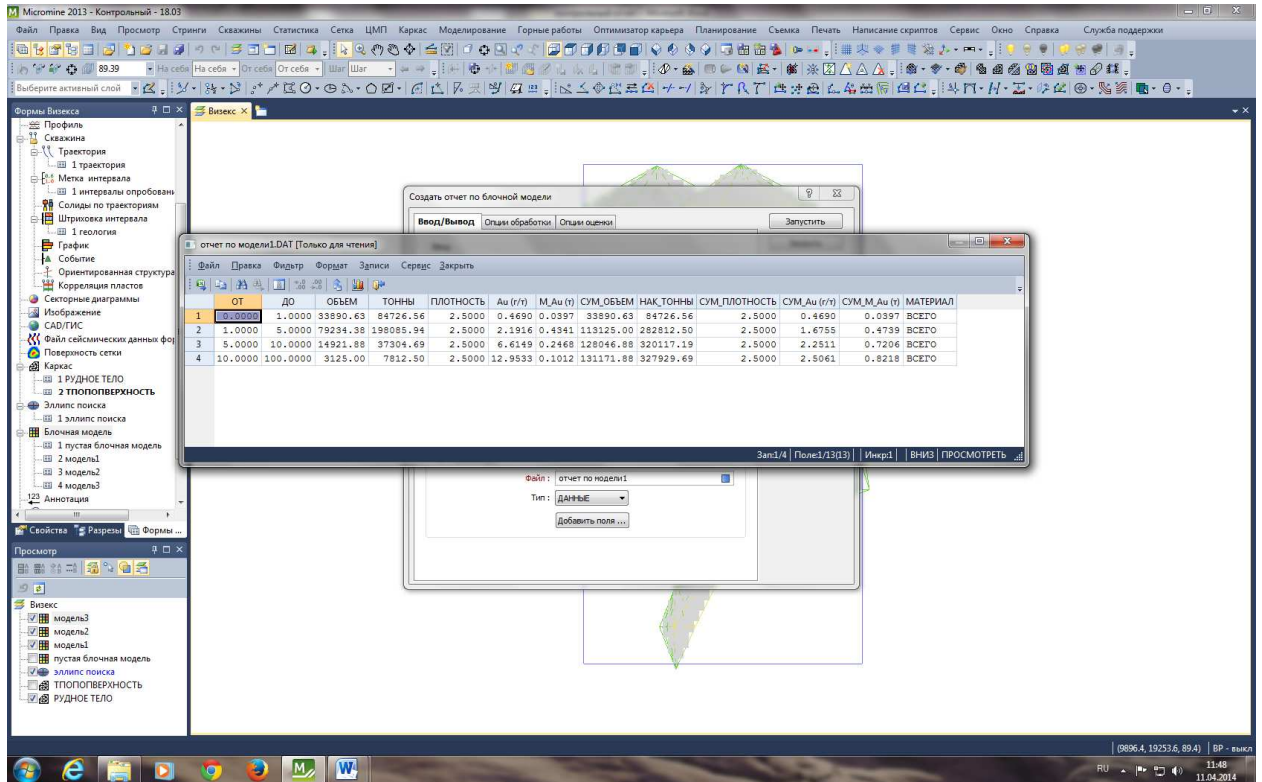 Micromine 2013 - Контрольный - 18.03
Файл Правка Вид Просмотр Стринги Скважины Статистика Сетка ЦМП Каркас Моделирование Горные работы Оптимизатор карьера Планирование Съемка Печать Написание скриптов Сервис Окно Справка Служба поддержки
89.39 На себя На себя От себя От себя Шаг Шаг
Выберите активный слой
Формы Визекса
Визекс
Профиль
Скважина
Траектория
1 траектория
Метка интервала
1 интервалы опробовани
Солиды по траекториям
Штриховка интервала
1 геология
График
Событие
Ориентированная структура
Корреляция пластов
Секторные диаграммы
Изображение
CAD/ГИС
Файл сейсмических данных фор
Поверхность сетки
Каркас
1 РУДНОЕ ТЕЛО
2 ТПОПОПВЕРХНОСТЬ
Эллипс поиска
1 эллипс поиска
Блочная модель
1 пустая блочная модель
2 модель1
3 модель2
4 модель3
Аннотация
Свойства Разрезы Формы ...
Просмотр
Визекс
модель3
модель2
модель1
пустая блочная модель
эллипс поиска
ТПОПОПВЕРХНОСТЬ
РУДНОЕ ТЕЛО
Создать отчет по блочной модели
Ввод/Вывод Опции обработки Опции оценки Запустить
отчет по модели1.DAT [Только для чтения]
Файл Правка Фильтр Формат Записи Сервис Закрыть
ОТ ДО ОБЪЕМ ТОННЫ ПЛОТНОСТЬ Au (г/т) M_Au (т) СУМ_ОБЪЕМ НАК_ТОННЫ СУМ_ПЛОТНОСТЬ СУМ_Au (г/т) СУМ_M_Au (т) МАТЕРИАЛ
1 0.0000 1.0000 33890.63 84726.56 2.5000 0.4690 0.0397 33890.63 84726.56 2.5000 0.4690 0.0397 ВСЕГО
2 1.0000 5.0000 79234.38 198085.94 2.5000 2.1916 0.4341 113125.00 282812.50 2.5000 1.6755 0.4739 ВСЕГО
3 5.0000 10.0000 14921.88 37304.69 2.5000 6.6149 0.2468 128046.88 320117.19 2.5000 2.2511 0.7206 ВСЕГО
4 10.0000 100.0000 3125.00 7812.50 2.5000 12.9533 0.1012 131171.88 327929.69 2.5000 2.5061 0.8218 ВСЕГО
Зап:1/4 Поле:1/13(13) Инкр:1 ВНИЗ ПРОСМОТРЕТЬ
Файл : отчет по модели1
Тип : ДАННЫЕ
Добавить поля ...
(9896.4, 19253.6, 89.4) ВР - выкл
RU 11:48
11.04.2014